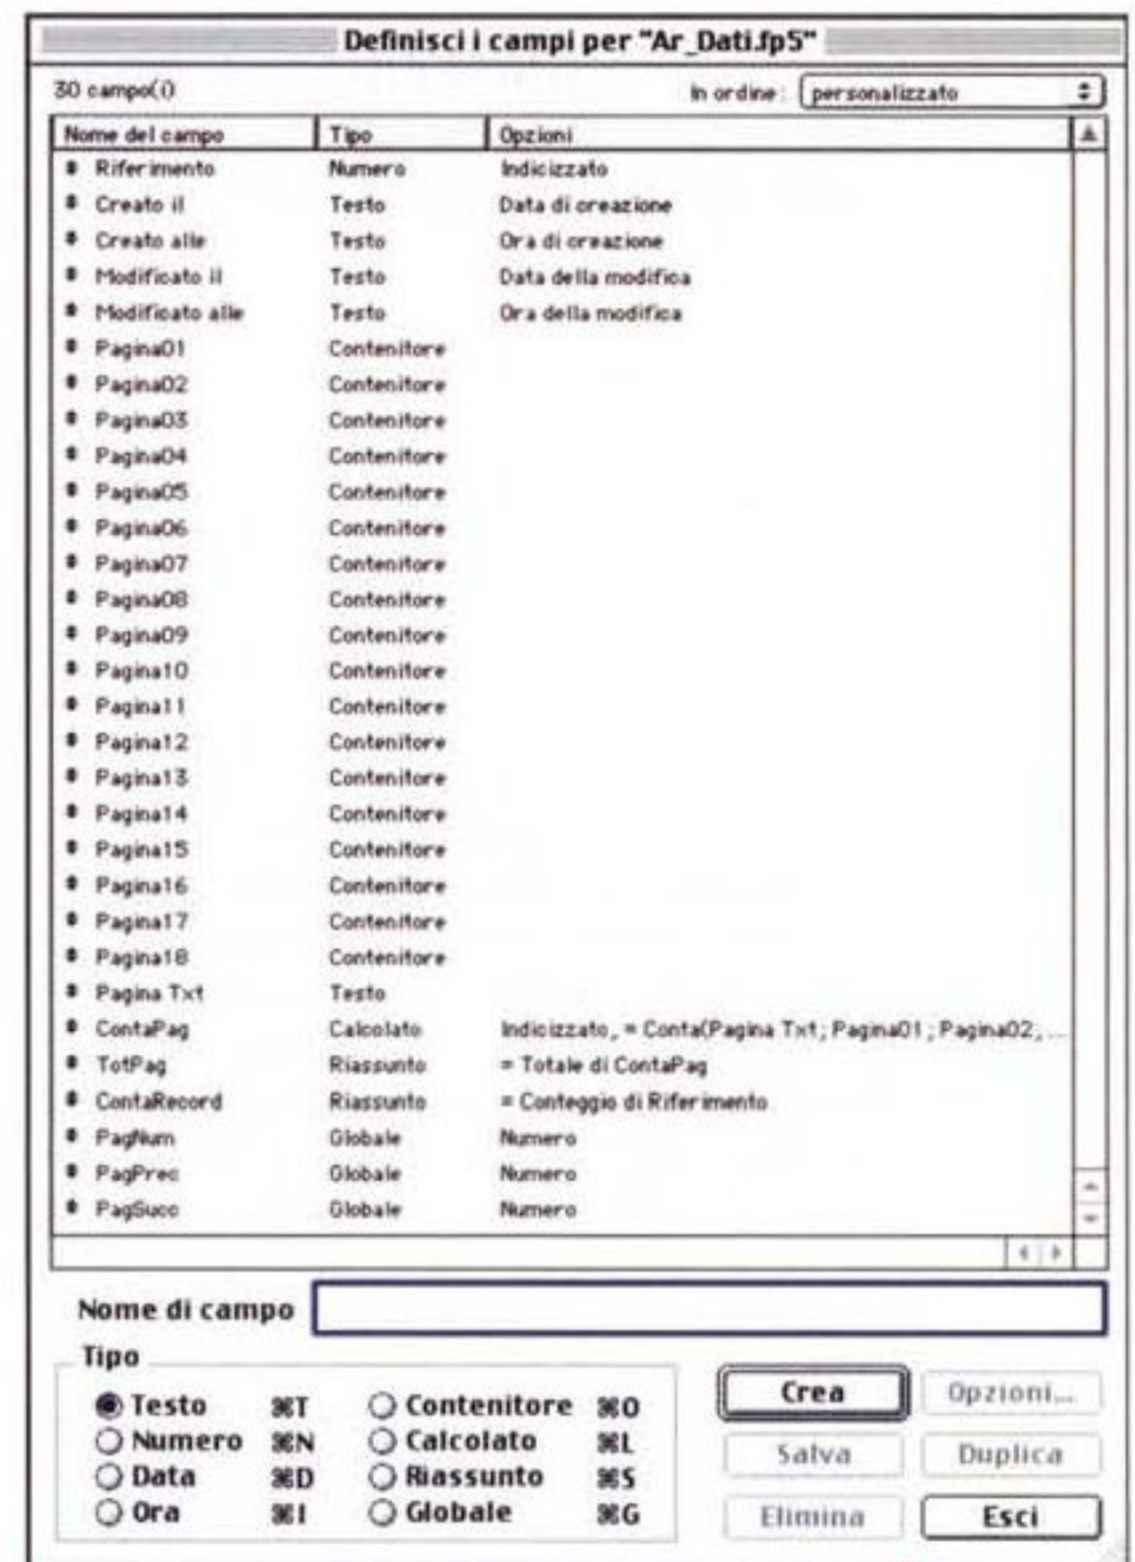 Definisci i campi per "Ar_Dati.fp5"
30 campo(i) In ordine: personalizzato
Nome del campo Tipo Opzioni
Riferimento Numero Indicizzato
Creato il Testo Data di creazione
Creato alle Testo Ora di creazione
Modificato il Testo Data della modifica
Modificato alle Testo Ora della modifica
Pagina01 Contenitore
Pagina02 Contenitore
Pagina03 Contenitore
Pagina04 Contenitore
Pagina05 Contenitore
Pagina06 Contenitore
Pagina07 Contenitore
Pagina08 Contenitore
Pagina09 Contenitore
Pagina10 Contenitore
Pagina11 Contenitore
Pagina12 Contenitore
Pagina13 Contenitore
Pagina14 Contenitore
Pagina15 Contenitore
Pagina16 Contenitore
Pagina17 Contenitore
Pagina18 Contenitore
Pagina Txt Testo
ContaPag Calcolato Indicizzato, = Conta(Pagina Txt; Pagina01; Pagina02; ...
TotPag Riassunto = Totale di ContaPag
ContaRecord Riassunto = Conteggio di Riferimento
PagNum Globale Numero
PagPrec Globale Numero
PagSucc Globale Numero
Nome di campo
Tipo
Testo ⌘T Contenitore ⌘O Crea Opzioni...
Numero ⌘N Calcolato ⌘L Salva Duplica
Data ⌘D Riassunto ⌘S
Ora ⌘I Globale ⌘G Elimina Esci